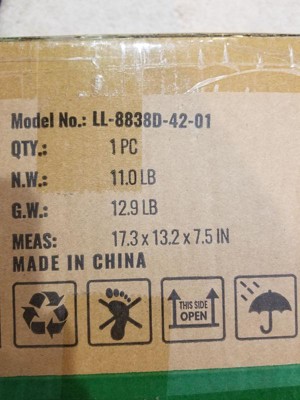 Model No.: LL-8838D-42-01
QTY.: 1 PC
N.W.: 11.0 LB
G.W.: 12.9 LB
MEAS: 17.3 x 13.2 x 7.5 IN
MADE IN CHINA
THIS SIDE
OPEN